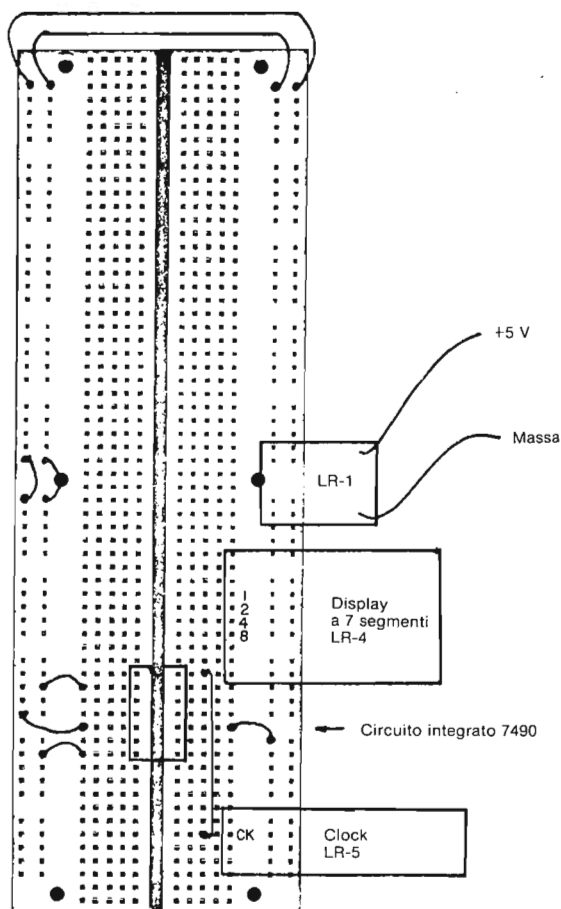 +5 V
Massa
LR-1
1
2
4
8
Display
a 7 segmenti
LR-4
Circuito integrato 7490
CK
Clock
LR-5